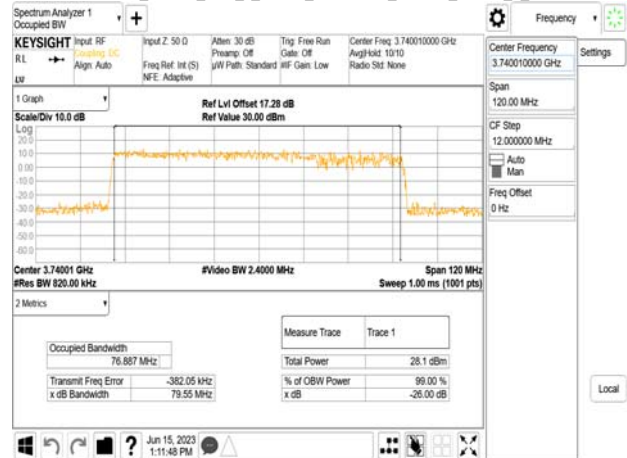 Spectrum Analyzer 1
Occupied BW
Frequency
KEYSIGHT
RL
LU
Input: RF
Coupling: DC
Align: Auto
Input Z: 50 Ω
Freq Ref: Int (S)
NFE: Adaptive
Atten: 30 dB
Preamp: Off
µW Path: Standard
Trig: Free Run
Gate: Off
#IF Gain: Low
Center Freq: 3.740010000 GHz
Avg|Hold: 10/10
Radio Std: None
Center Frequency
3.740010000 GHz
Settings
Span
120.00 MHz
CF Step
12.000000 MHz
Auto
Man
Freq Offset
0 Hz
Local
1 Graph
Scale/Div 10.0 dB
Ref Lvl Offset 17.28 dB
Ref Value 30.00 dBm
Log
20.0
10.0
0.00
-10.0
-20.0
-30.0
-40.0
-50.0
-60.0
Center 3.74001 GHz
#Res BW 820.00 kHz
#Video BW 2.4000 MHz
Span 120 MHz
Sweep 1.00 ms (1001 pts)
2 Metrics
Occupied Bandwidth
76.887 MHz
Transmit Freq Error -382.05 kHz
x dB Bandwidth 79.55 MHz
Measure Trace Trace 1
Total Power 28.1 dBm
% of OBW Power 99.00 %
x dB -26.00 dB
Jun 15, 2023
1:11:48 PM